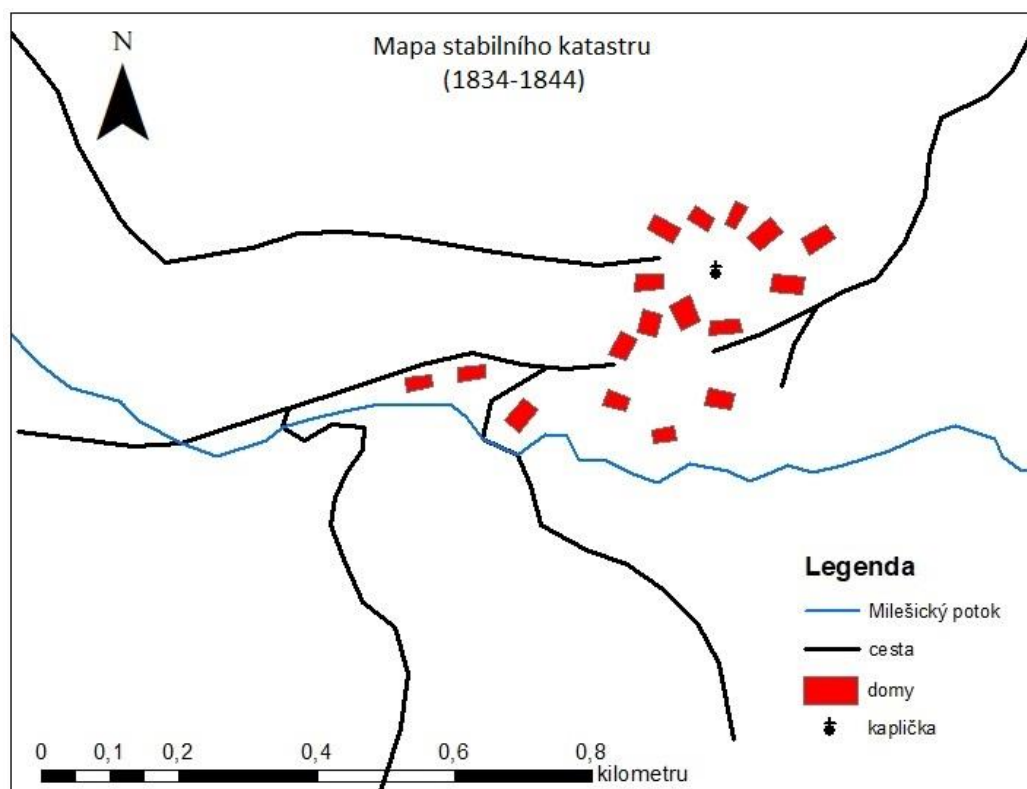 Mapa stabilního katastru
(1834-1844)
N
Legenda
Milešický potok
cesta
domy
kaplička
0 0,1 0,2 0,4 0,6 0,8
kilometru